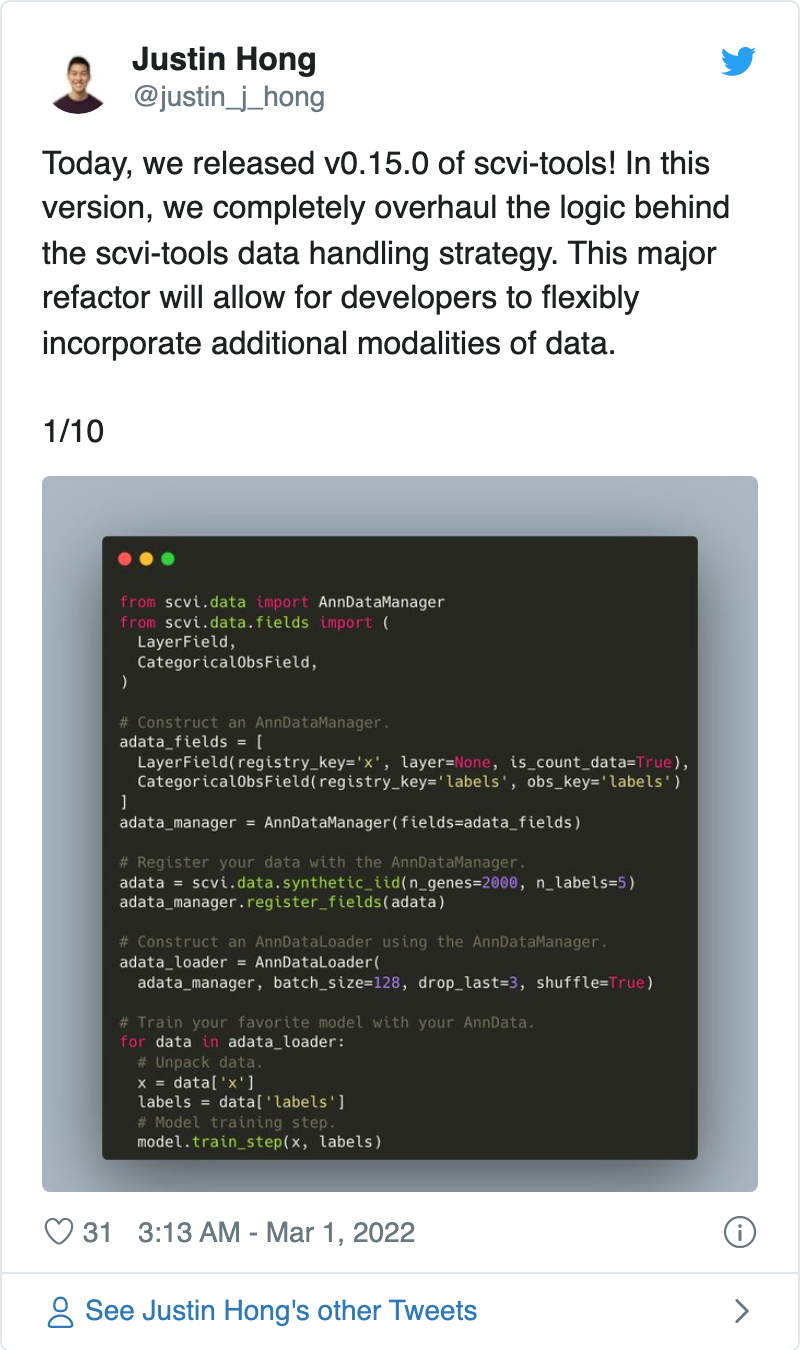 Justin Hong
@justin_j_hong
Today, we released v0.15.0 of scvi-tools! In this
version, we completely overhaul the logic behind
the scvi-tools data handling strategy. This major
refactor will allow for developers to flexibly
incorporate additional modalities of data.
1/10
from scvi.data import AnnDataManager
from scvi.data.fields import (
  LayerField,
  CategoricalObsField,
)
# Construct an AnnDataManager.
adata_fields = [
  LayerField(registry_key='x', layer=None, is_count_data=True),
  CategoricalObsField(registry_key='labels', obs_key='labels')
]
adata_manager = AnnDataManager(fields=adata_fields)
# Register your data with the AnnDataManager.
adata = scvi.data.synthetic_iid(n_genes=2000, n_labels=5)
adata_manager.register_fields(adata)
# Construct an AnnDataLoader using the AnnDataManager.
adata_loader = AnnDataLoader(
  adata_manager, batch_size=128, drop_last=3, shuffle=True)
# Train your favorite model with your AnnData.
for data in adata_loader:
  # Unpack data.
  x = data['x']
  labels = data['labels']
  # Model training step.
  model.train_step(x, labels)
31 3:13 AM - Mar 1, 2022
See Justin Hong's other Tweets